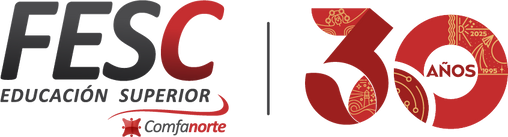 FESC
EDUCACIÓN SUPERIOR
Comfanorte
30
AÑOS
2025
1995